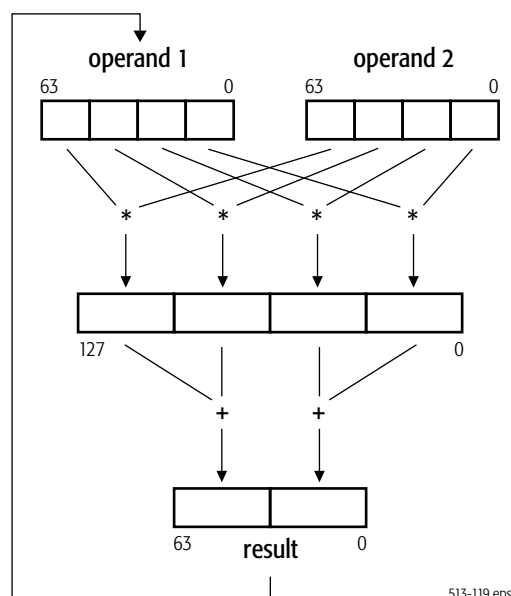 operand 1 operand 2
63 0 63 0
* * * *
127 0
+ +
63 result 0
513-119.eps